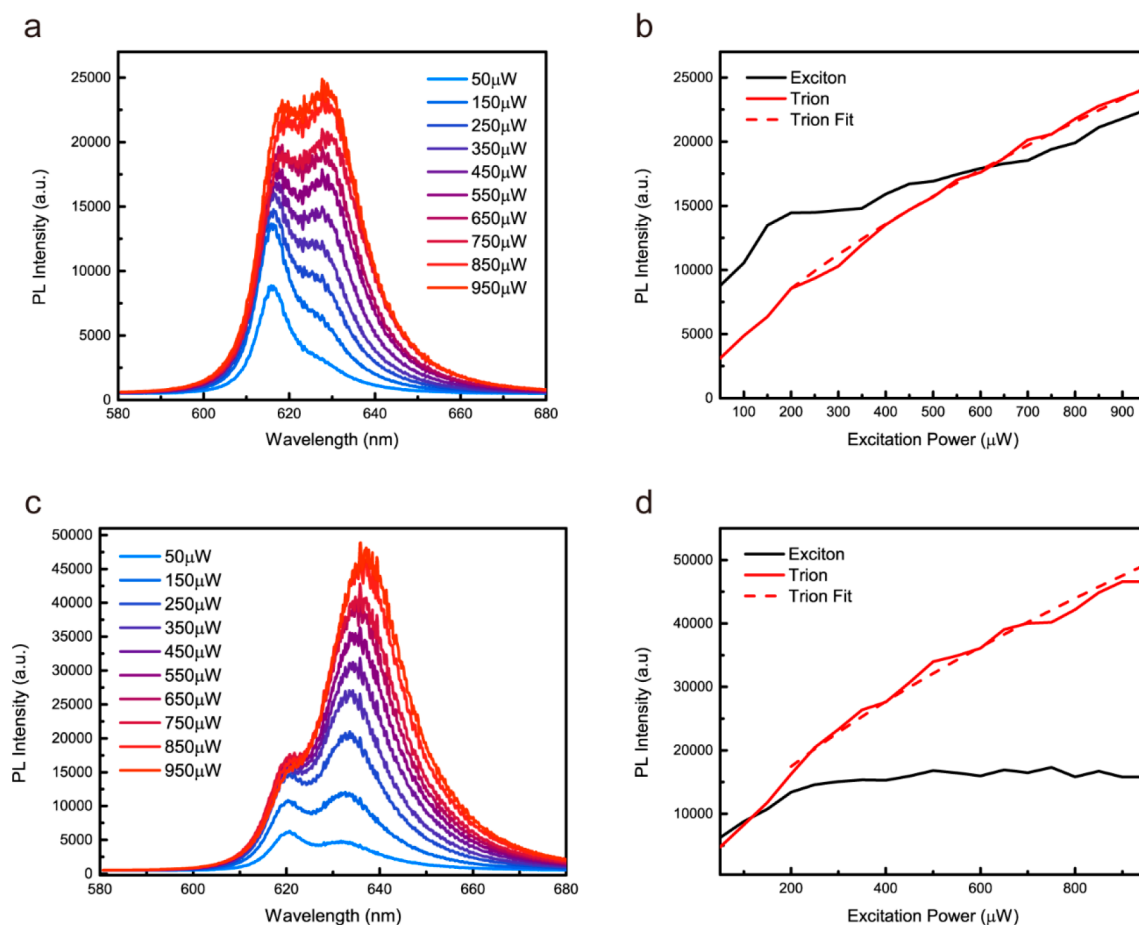 a
25000
20000
15000
10000
5000
0
PL Intensity (a.u.)
580 600 620 640 660 680
Wavelength (nm)
50μW
150μW
250μW
350μW
450μW
550μW
650μW
750μW
850μW
950μW
b
25000
20000
15000
10000
5000
0
PL Intensity (a.u.)
100 200 300 400 500 600 700 800 900
Excitation Power (μW)
Exciton
Trion
Trion Fit
c
50000
45000
40000
35000
30000
25000
20000
15000
10000
5000
0
PL Intensity (a.u.)
580 600 620 640 660 680
Wavelength (nm)
50μW
150μW
250μW
350μW
450μW
550μW
650μW
750μW
850μW
950μW
d
50000
40000
30000
20000
10000
PL Intensity (a.u)
200 400 600 800
Excitation Power (μW)
Exciton
Trion
Trion Fit